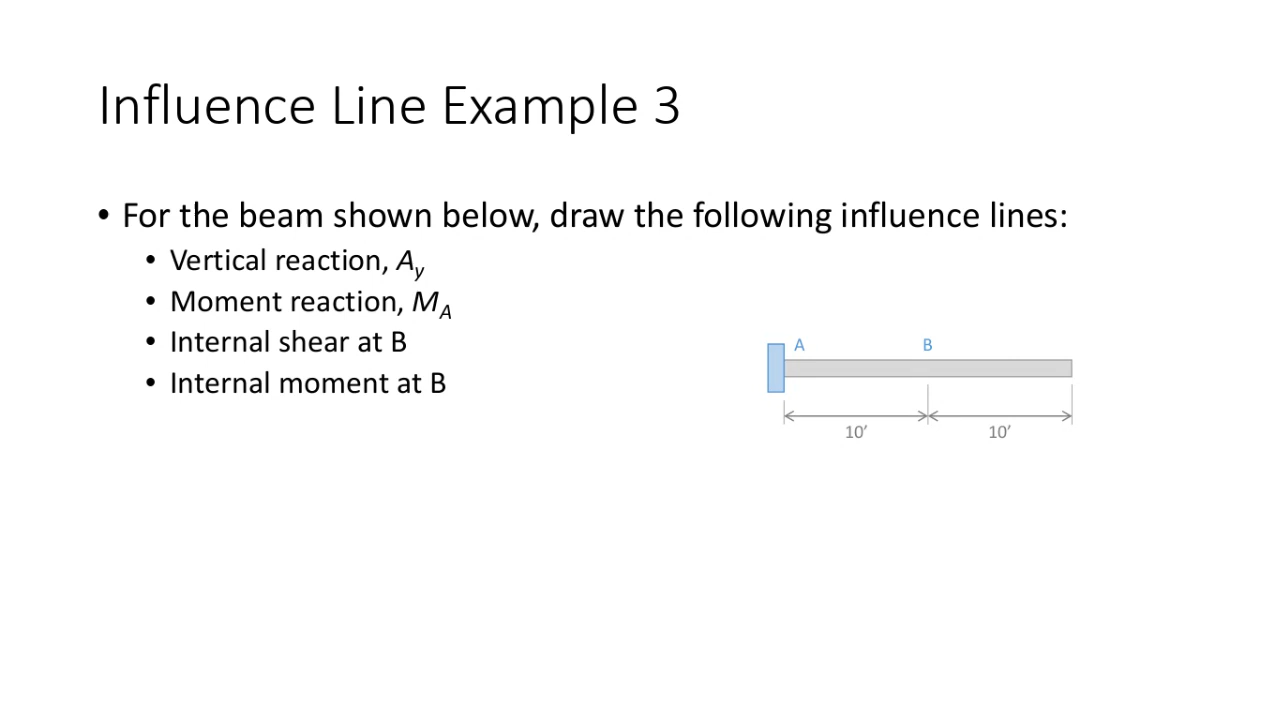 Influence Line Example 3
• For the beam shown below, draw the following influence lines:
• Vertical reaction, Ay
• Moment reaction, MA
• Internal shear at B
• Internal moment at B
A B
10′ 10′